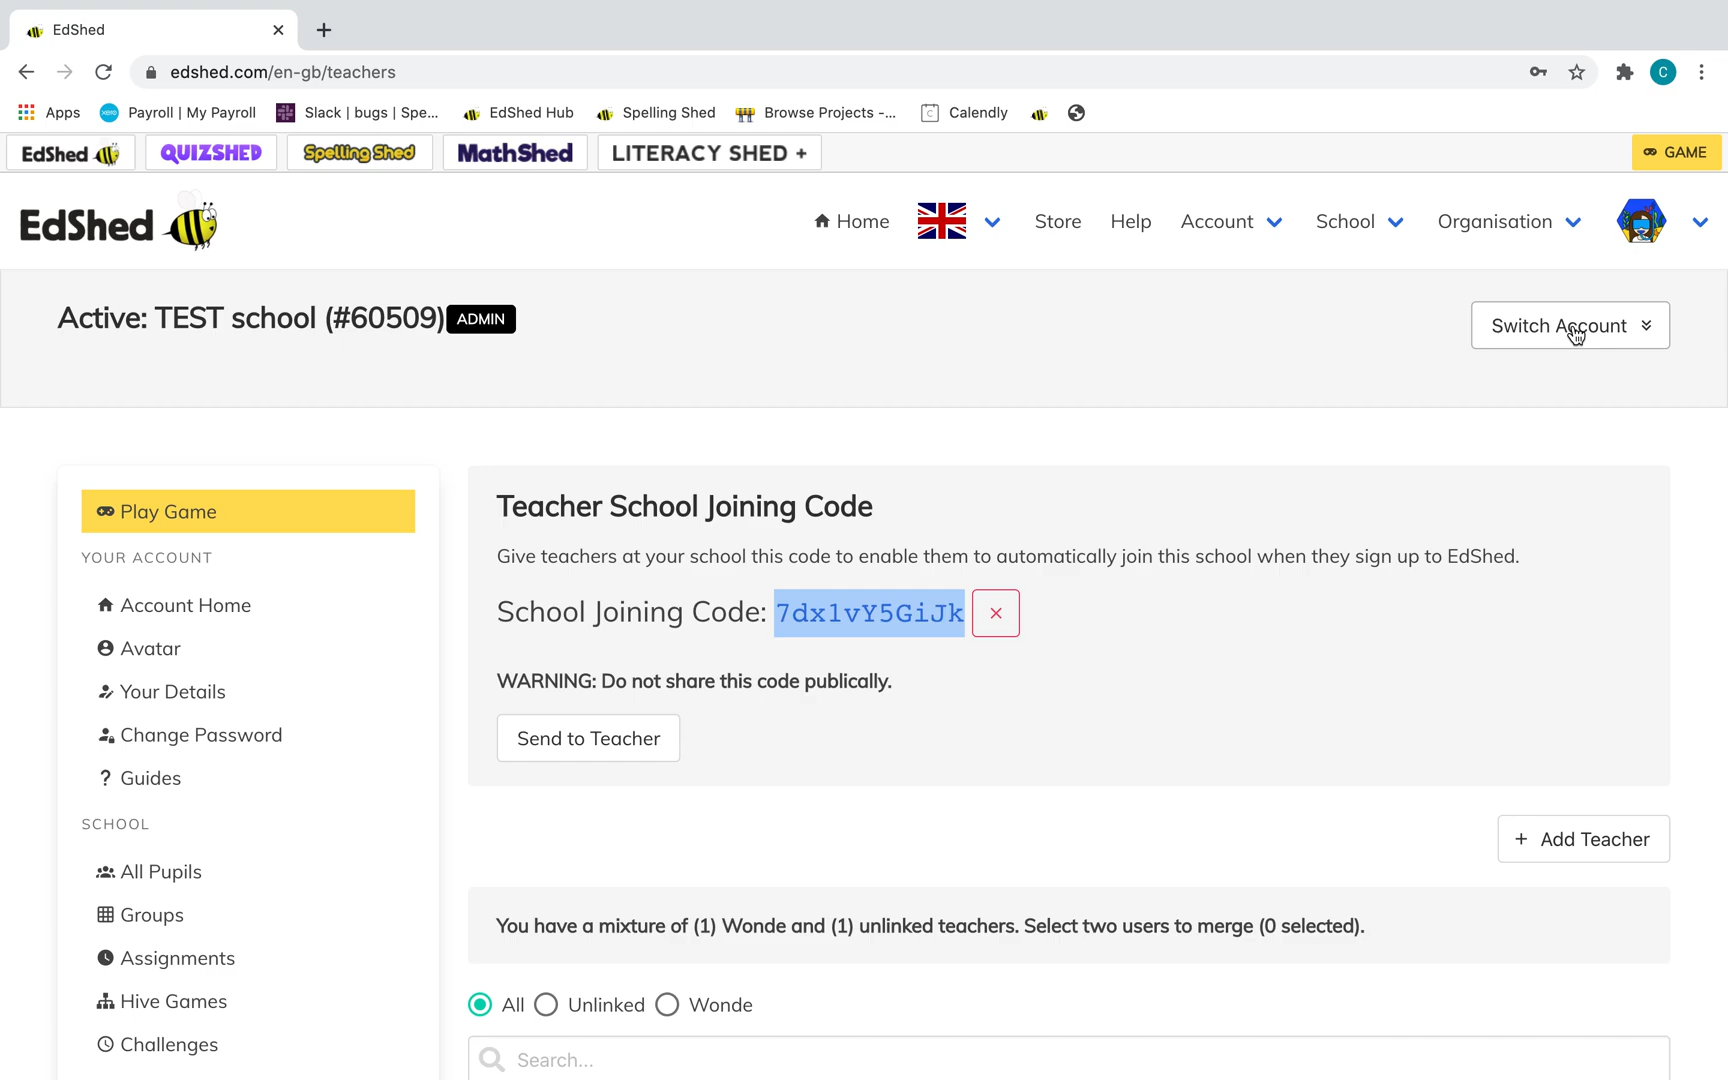 EdShed
edshed.com/en-gb/teachers
C
Apps
xero
Payroll | My Payroll
Slack | bugs | Spe...
EdShed Hub
Spelling Shed
Browse Projects -...
C
Calendly
EdShed
QUIZSHED
Spelling Shed
MathShed
LITERACY SHED +
GAME
EdShed
Home
Store
Help
Account
School
Organisation
Active: TEST school (#60509)
ADMIN
Switch Account
Play Game
YOUR ACCOUNT
Account Home
Avatar
Your Details
Change Password
? Guides
SCHOOL
All Pupils
Groups
Assignments
Hive Games
Challenges
Teacher School Joining Code
Give teachers at your school this code to enable them to automatically join this school when they sign up to EdShed.
School Joining Code: 7dx1vY5GiJk
WARNING: Do not share this code publically.
Send to Teacher
+ Add Teacher
You have a mixture of (1) Wonde and (1) unlinked teachers. Select two users to merge (0 selected).
All Unlinked Wonde
Search...